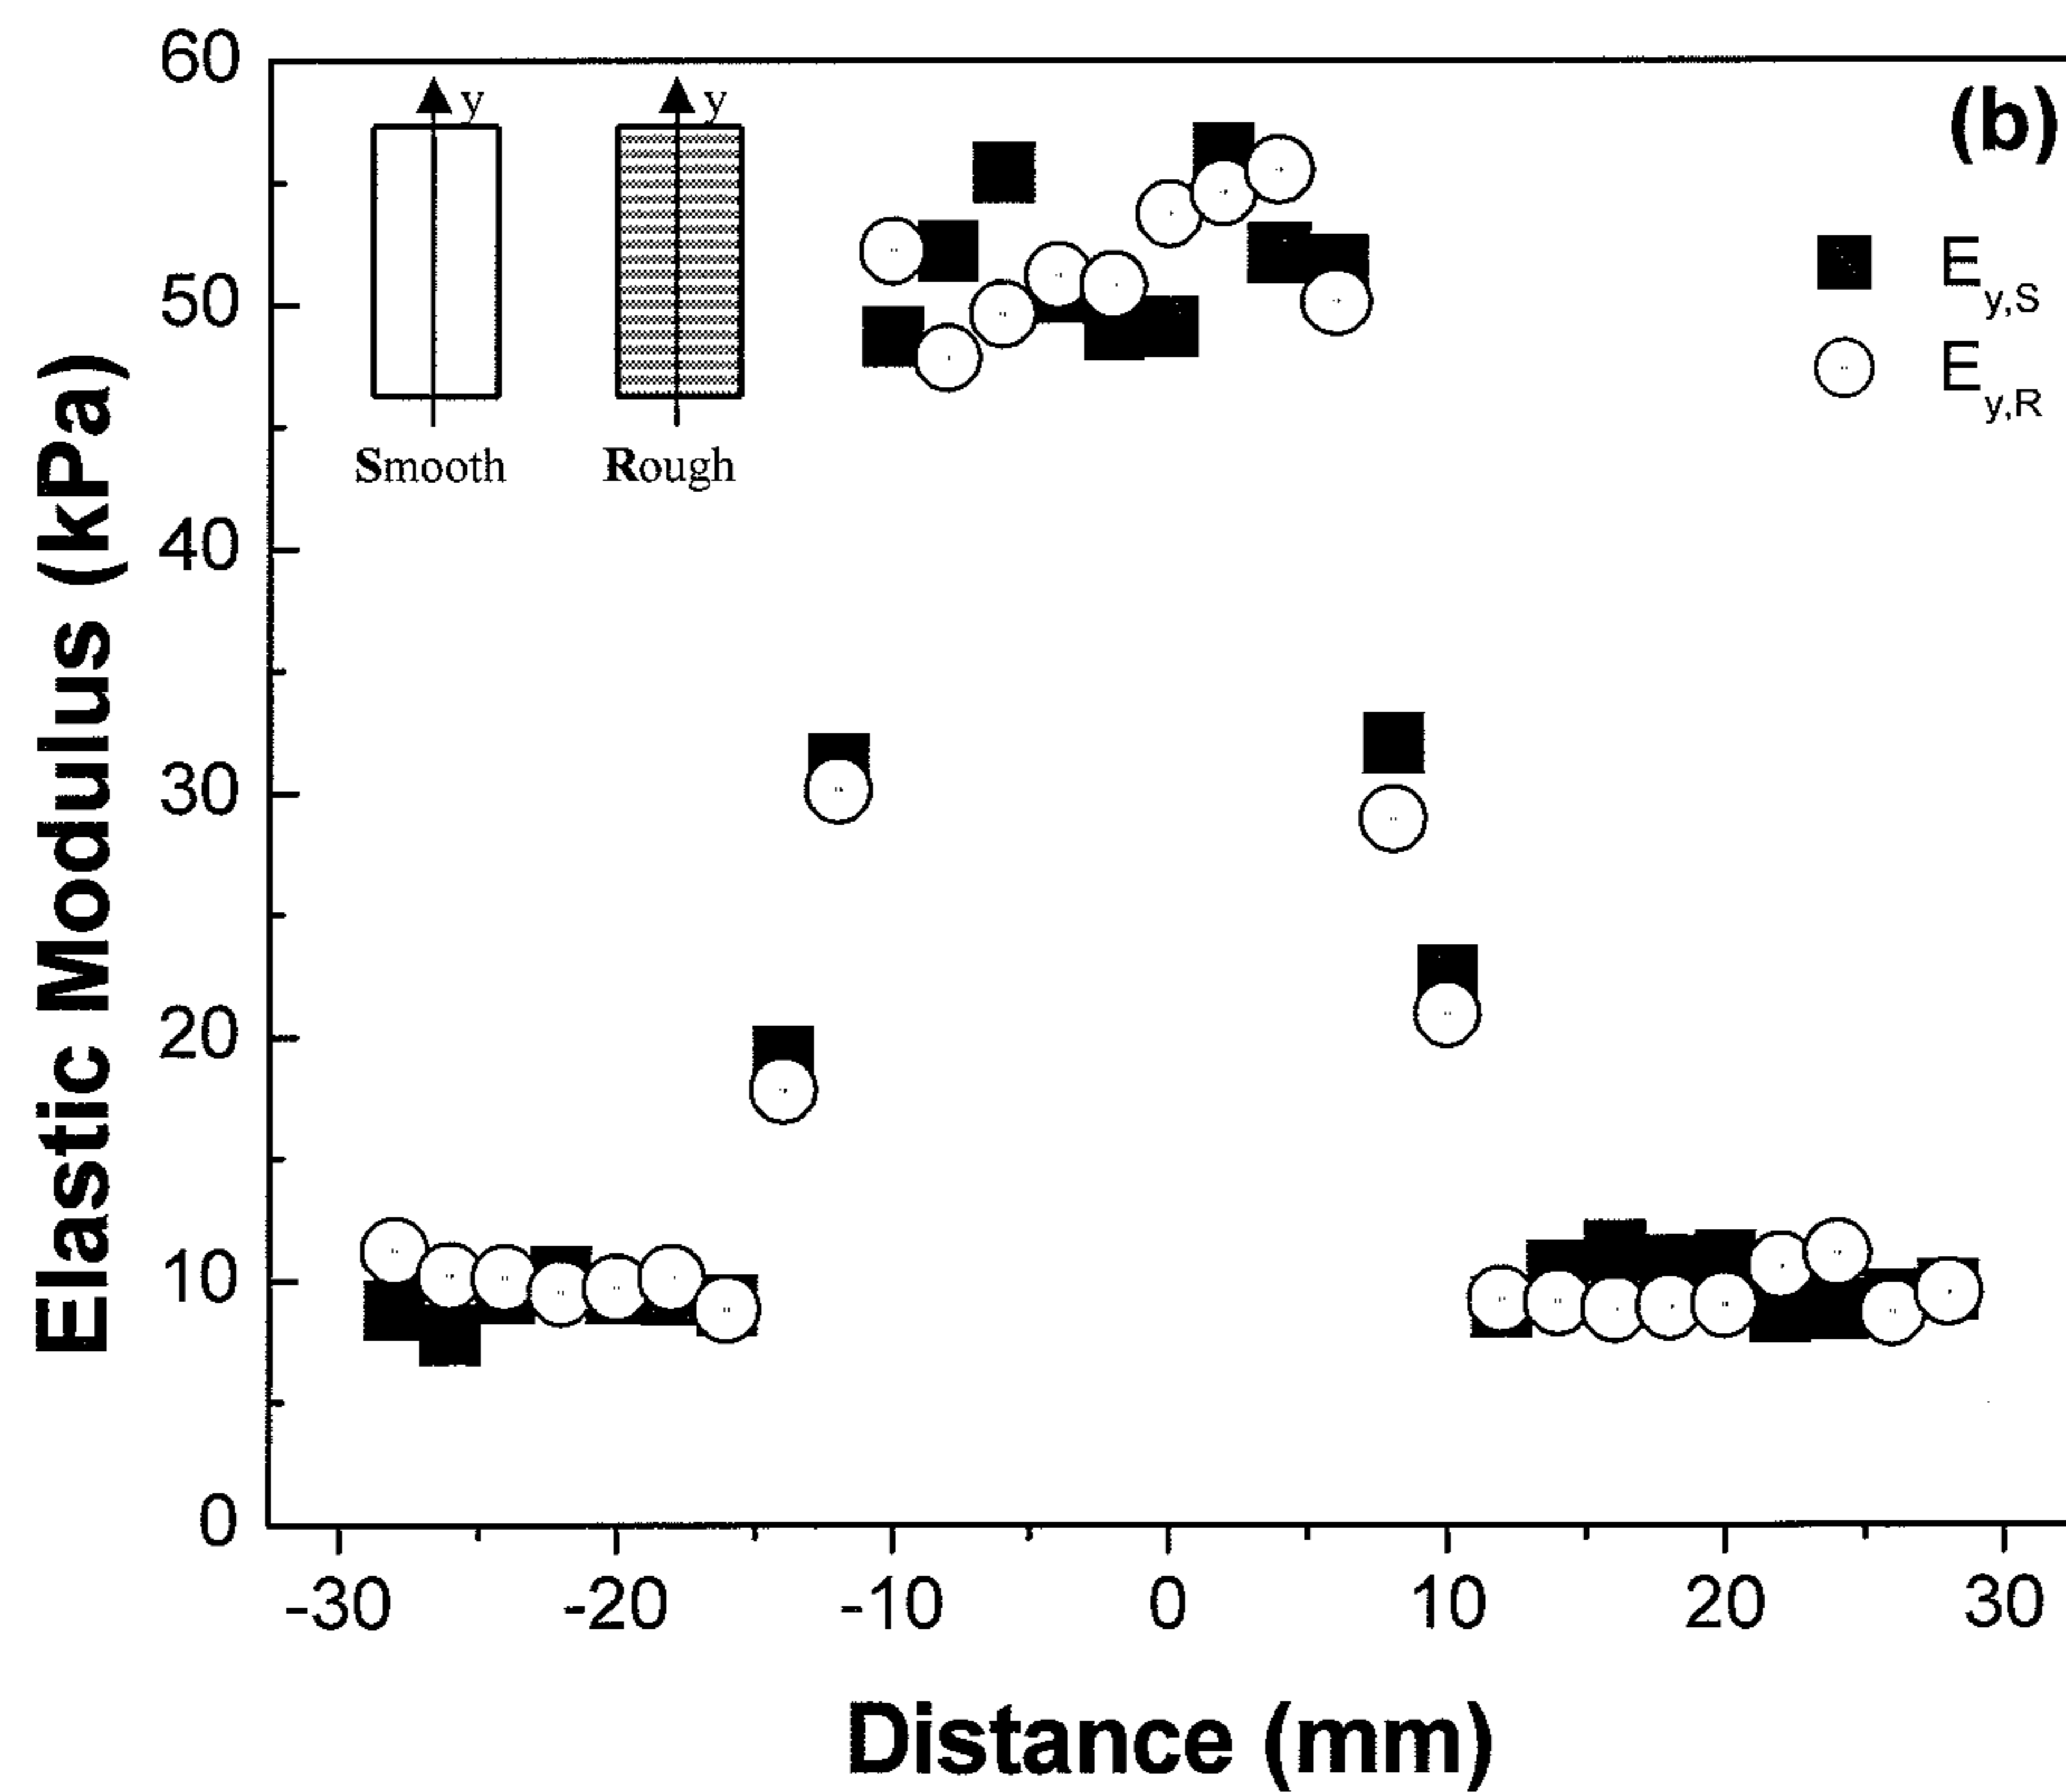 60
y y
(b)
50
E y,S
E y,R
Smooth Rough
40
30
20
10
0
Elastic Modulus (kPa)
-30 -20 -10 0 10 20 30
Distance (mm)